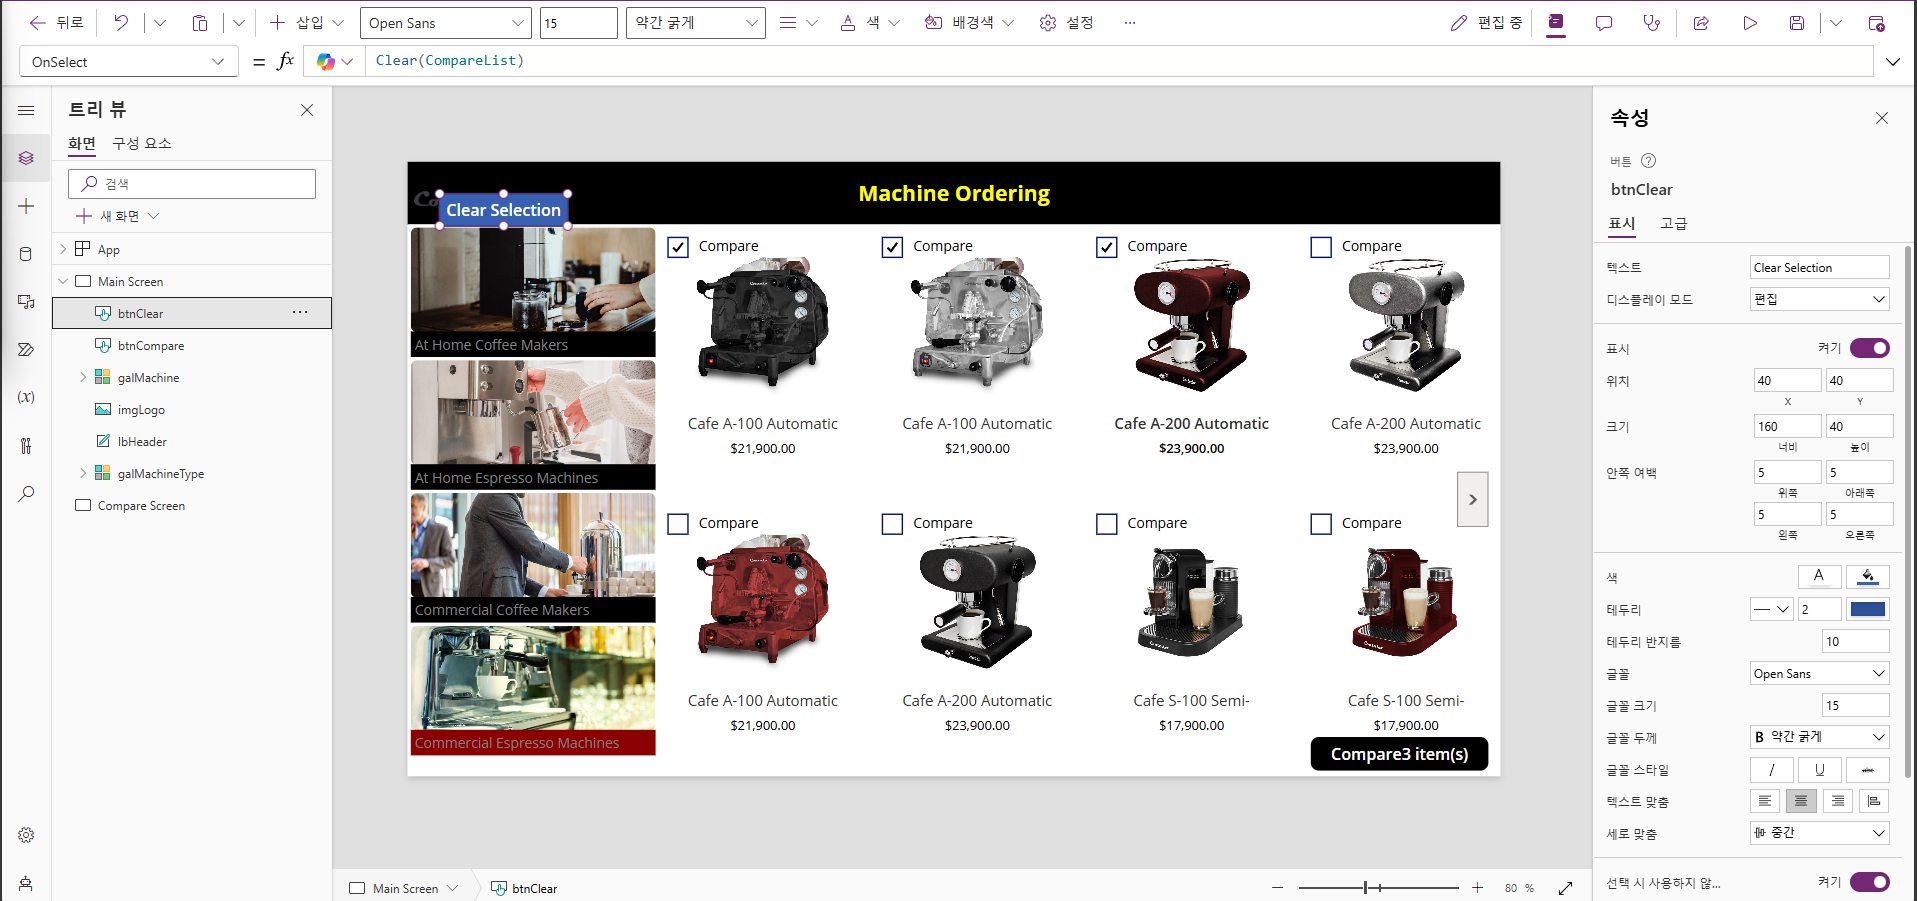 뒤로
삽입
Open Sans
15
약간 굵게
색
배경색
설정
편집 중
OnSelect
= fx
Clear(CompareList)
트리 뷰
화면
구성 요소
검색
새 화면
App
Main Screen
btnClear
btnCompare
galMachine
imgLogo
lbHeader
galMachineType
Compare Screen
Machine Ordering
Clear Selection
At Home Coffee Makers
At Home Espresso Machines
Commercial Coffee Makers
Commercial Espresso Machines
Compare
Compare
Compare
Compare
Cafe A-100 Automatic
Cafe A-100 Automatic
Cafe A-200 Automatic
Cafe A-200 Automatic
$21,900.00
$21,900.00
$23,900.00
$23,900.00
Compare
Compare
Compare
Compare
Cafe A-100 Automatic
Cafe A-200 Automatic
Cafe S-100 Semi-
Cafe S-100 Semi-
$21,900.00
$23,900.00
$17,900.00
$17,900.00
Compare3 item(s)
Main Screen
btnClear
80 %
속성
버튼
btnClear
표시
고급
텍스트
Clear Selection
디스플레이 모드
편집
표시
켜기
위치
40
40
X
Y
크기
160
40
너비
높이
안쪽 여백
5
5
위쪽
아래쪽
5
5
왼쪽
오른쪽
색
A
테두리
2
테두리 반지름
10
글꼴
Open Sans
글꼴 크기
15
글꼴 두께
B 약간 굵게
글꼴 스타일
/
U
abc
텍스트 맞춤
세로 맞춤
중간
선택 시 사용하지 않...
켜기